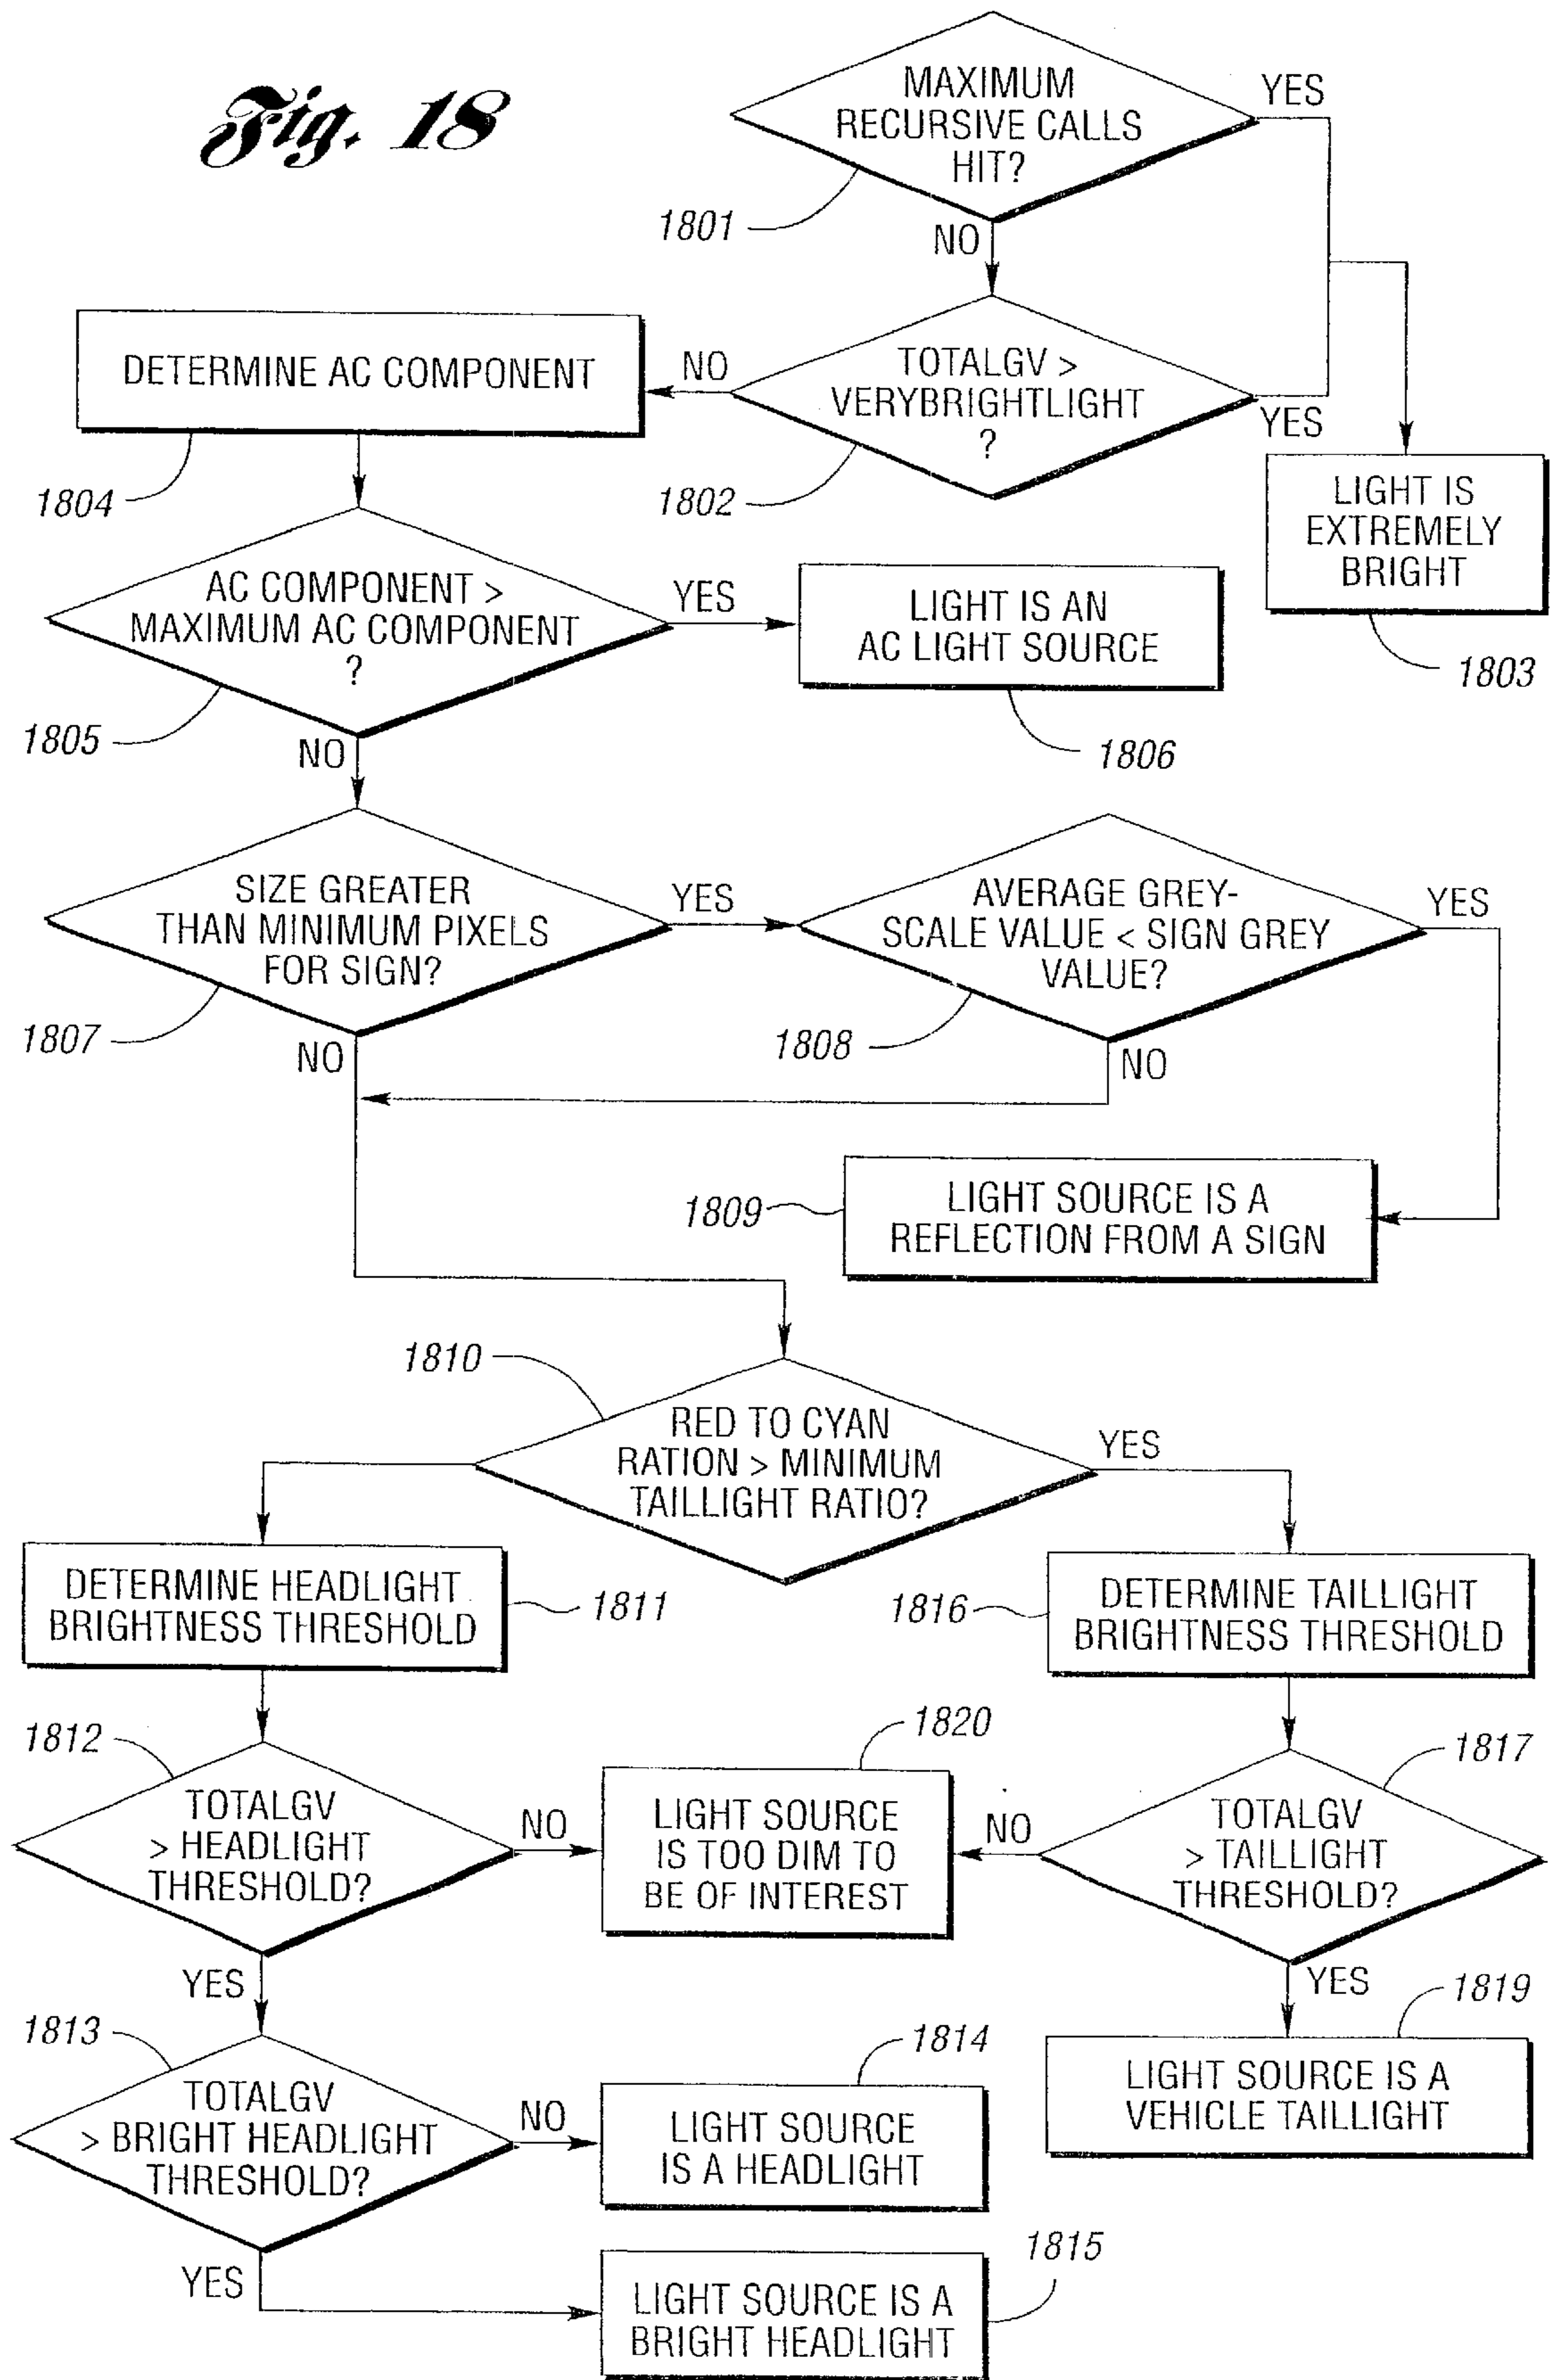 Fig. 18
MAXIMUM
RECURSIVE CALLS
HIT?
YES
1801
NO
DETERMINE AC COMPONENT
NO
TOTALGV >
VERYBRIGHTLIGHT
?
YES
1804
1802
LIGHT IS
EXTREMELY
BRIGHT
1803
AC COMPONENT >
MAXIMUM AC COMPONENT
?
YES
LIGHT IS AN
AC LIGHT SOURCE
1805
NO
1806
SIZE GREATER
THAN MINIMUM PIXELS
FOR SIGN?
YES
AVERAGE GREY-
SCALE VALUE < SIGN GREY
VALUE?
YES
1807
NO
1808
NO
1809
LIGHT SOURCE IS A
REFLECTION FROM A SIGN
1810
RED TO CYAN
RATION > MINIMUM
TAILLIGHT RATIO?
YES
DETERMINE HEADLIGHT
BRIGHTNESS THRESHOLD
1811
1816
DETERMINE TAILLIGHT
BRIGHTNESS THRESHOLD
1812
TOTALGV
> HEADLIGHT
THRESHOLD?
NO
1820
LIGHT SOURCE
IS TOO DIM TO
BE OF INTEREST
NO
1817
TOTALGV
> TAILLIGHT
THRESHOLD?
YES
YES
1819
1813
TOTALGV
> BRIGHT HEADLIGHT
THRESHOLD?
NO
1814
LIGHT SOURCE
IS A HEADLIGHT
LIGHT SOURCE IS A
VEHICLE TAILLIGHT
YES
1815
LIGHT SOURCE IS A
BRIGHT HEADLIGHT